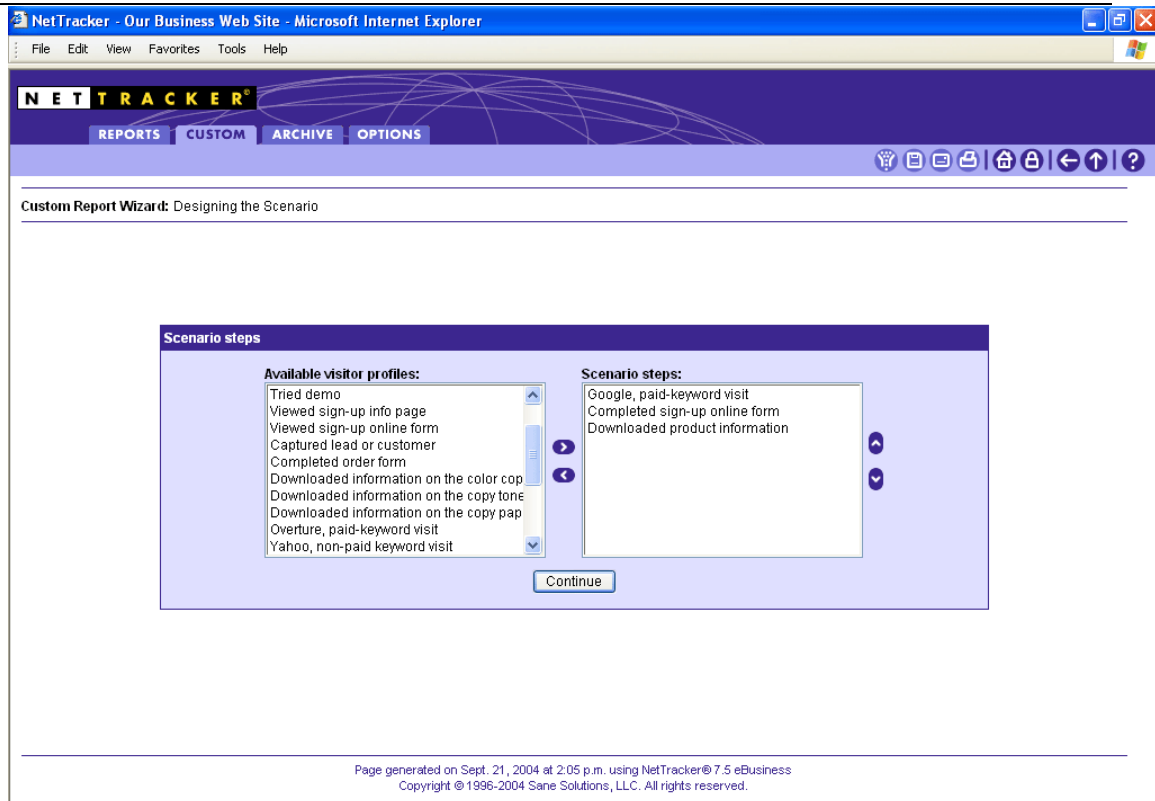 NetTracker - Our Business Web Site - Microsoft Internet Explorer
File Edit View Favorites Tools Help
NETTRACKER®
REPORTS CUSTOM ARCHIVE OPTIONS
?
Custom Report Wizard: Designing the Scenario
Scenario steps
Available visitor profiles:
Tried demo
Viewed sign-up info page
Viewed sign-up online form
Captured lead or customer
Completed order form
Downloaded information on the color cop
Downloaded information on the copy tone
Downloaded information on the copy pap
Overture, paid-keyword visit
Yahoo, non-paid keyword visit
Scenario steps:
Google, paid-keyword visit
Completed sign-up online form
Downloaded product information
Continue
Page generated on Sept. 21, 2004 at 2:05 p.m. using NetTracker® 7.5 eBusiness
Copyright © 1996-2004 Sane Solutions, LLC. All rights reserved.